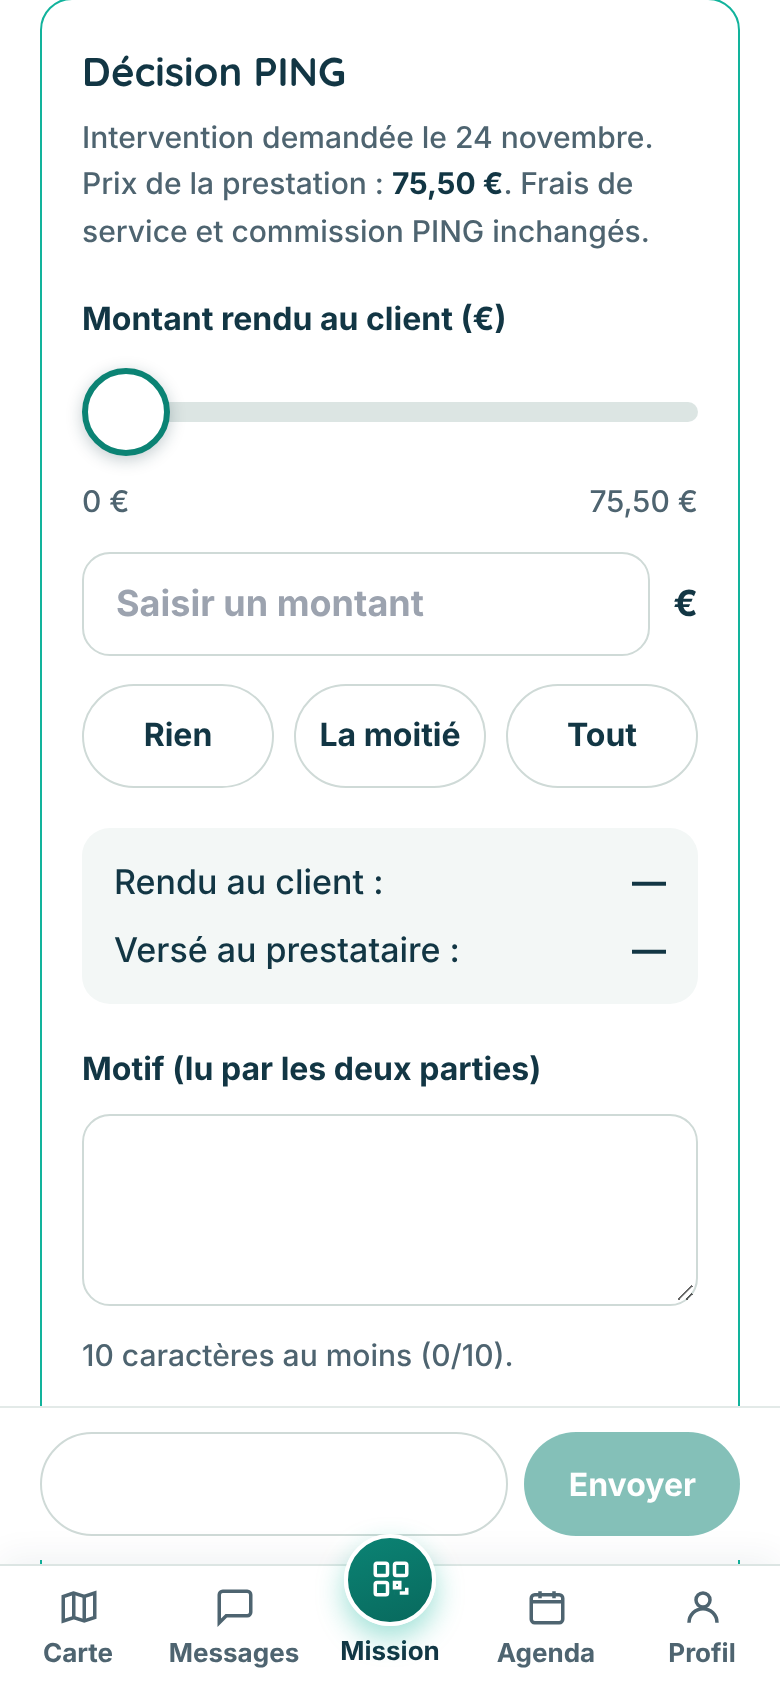 Décision PING
Intervention demandée le 24 novembre.
Prix de la prestation : 75,50 €. Frais de
service et commission PING inchangés.
Montant rendu au client (€)
0 €
75,50 €
Saisir un montant
€
Rien
La moitié
Tout
Rendu au client :
—
Versé au prestataire :
—
Motif (lu par les deux parties)
10 caractères au moins (0/10).
Envoyer
Carte
Messages
Mission
Agenda
Profil